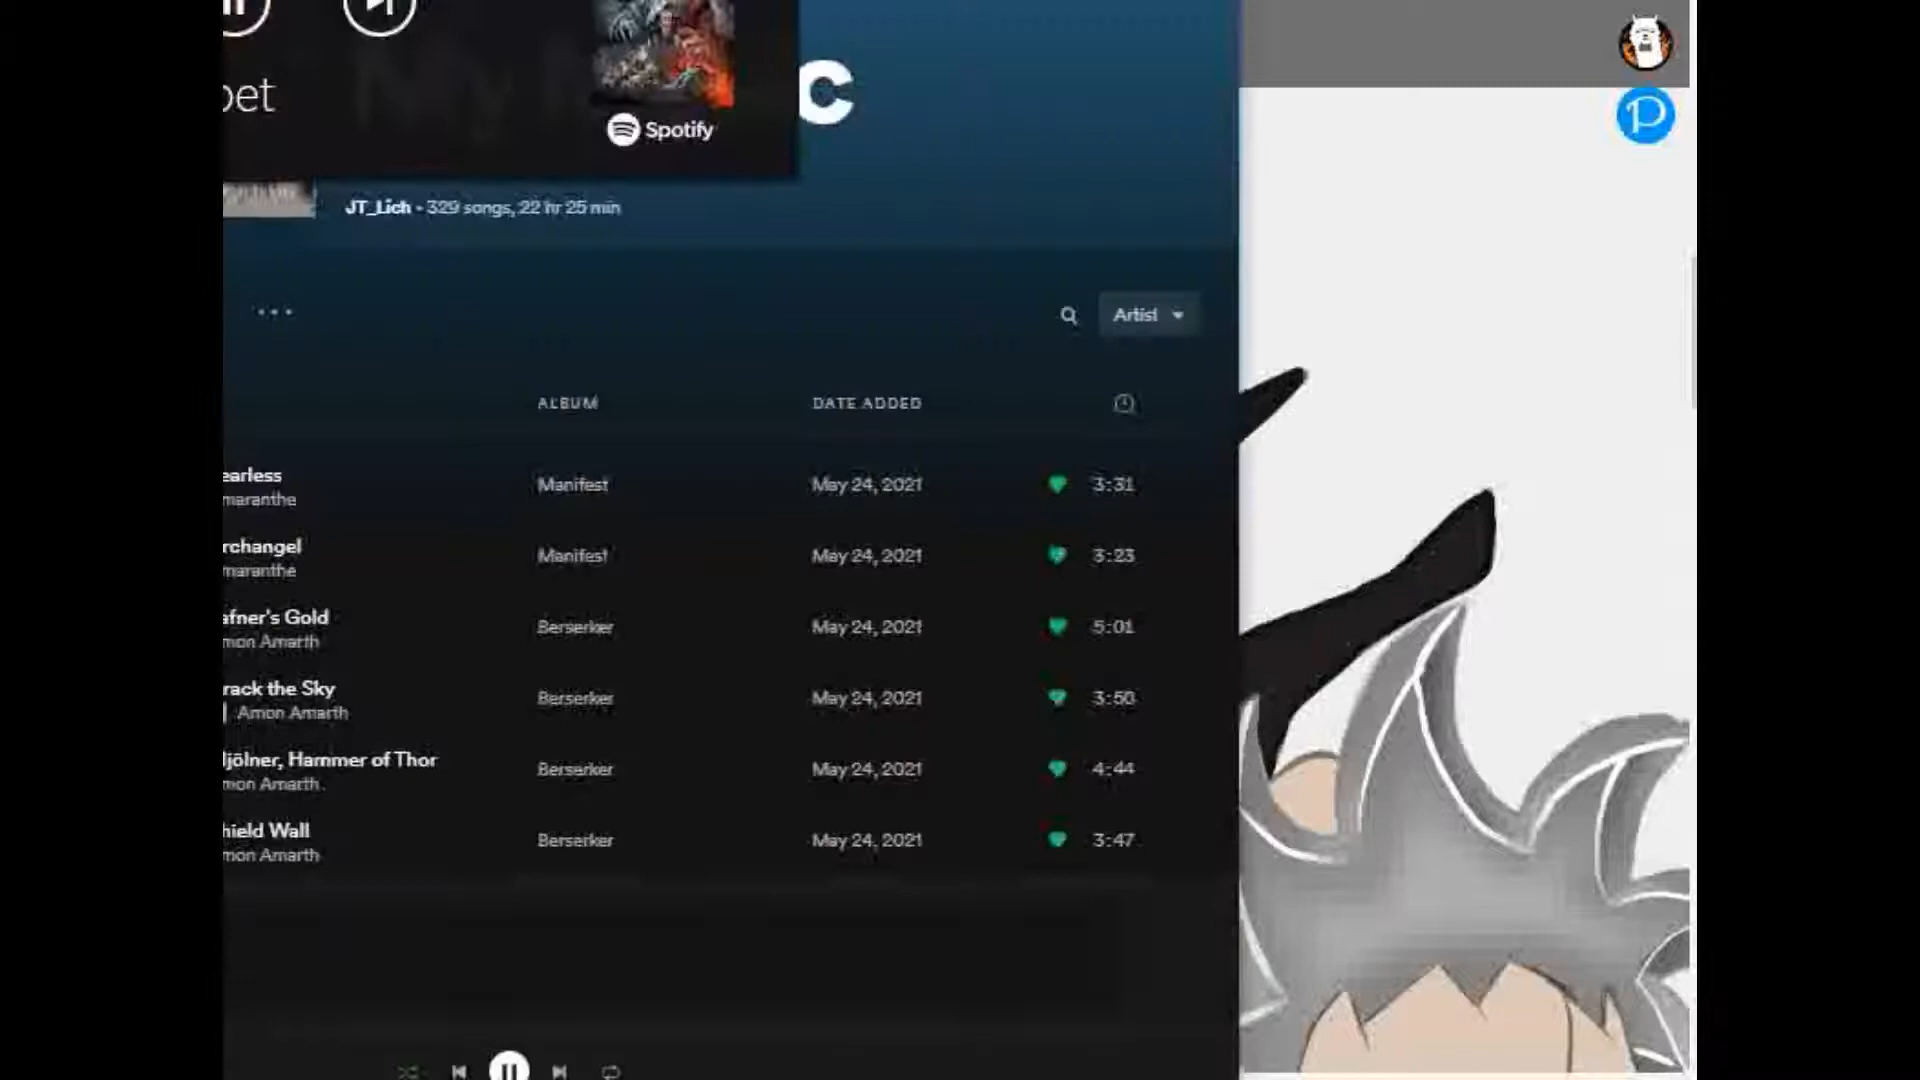 pet
c
Spotify
JT_Lich • 329 songs, 22 hr 25 min
Artist
ALBUM DATE ADDED
earless
maranthe
Manifest May 24, 2021 3:31
rchangel
maranthe
Manifest May 24, 2021 3:23
afner's Gold
mon Amarth
Berserker May 24, 2021 5:01
rack the Sky
Amon Amarth
Berserker May 24, 2021 3:50
jölner, Hammer of Thor
mon Amarth
Berserker May 24, 2021 4:44
hield Wall
mon Amarth
Berserker May 24, 2021 3:47